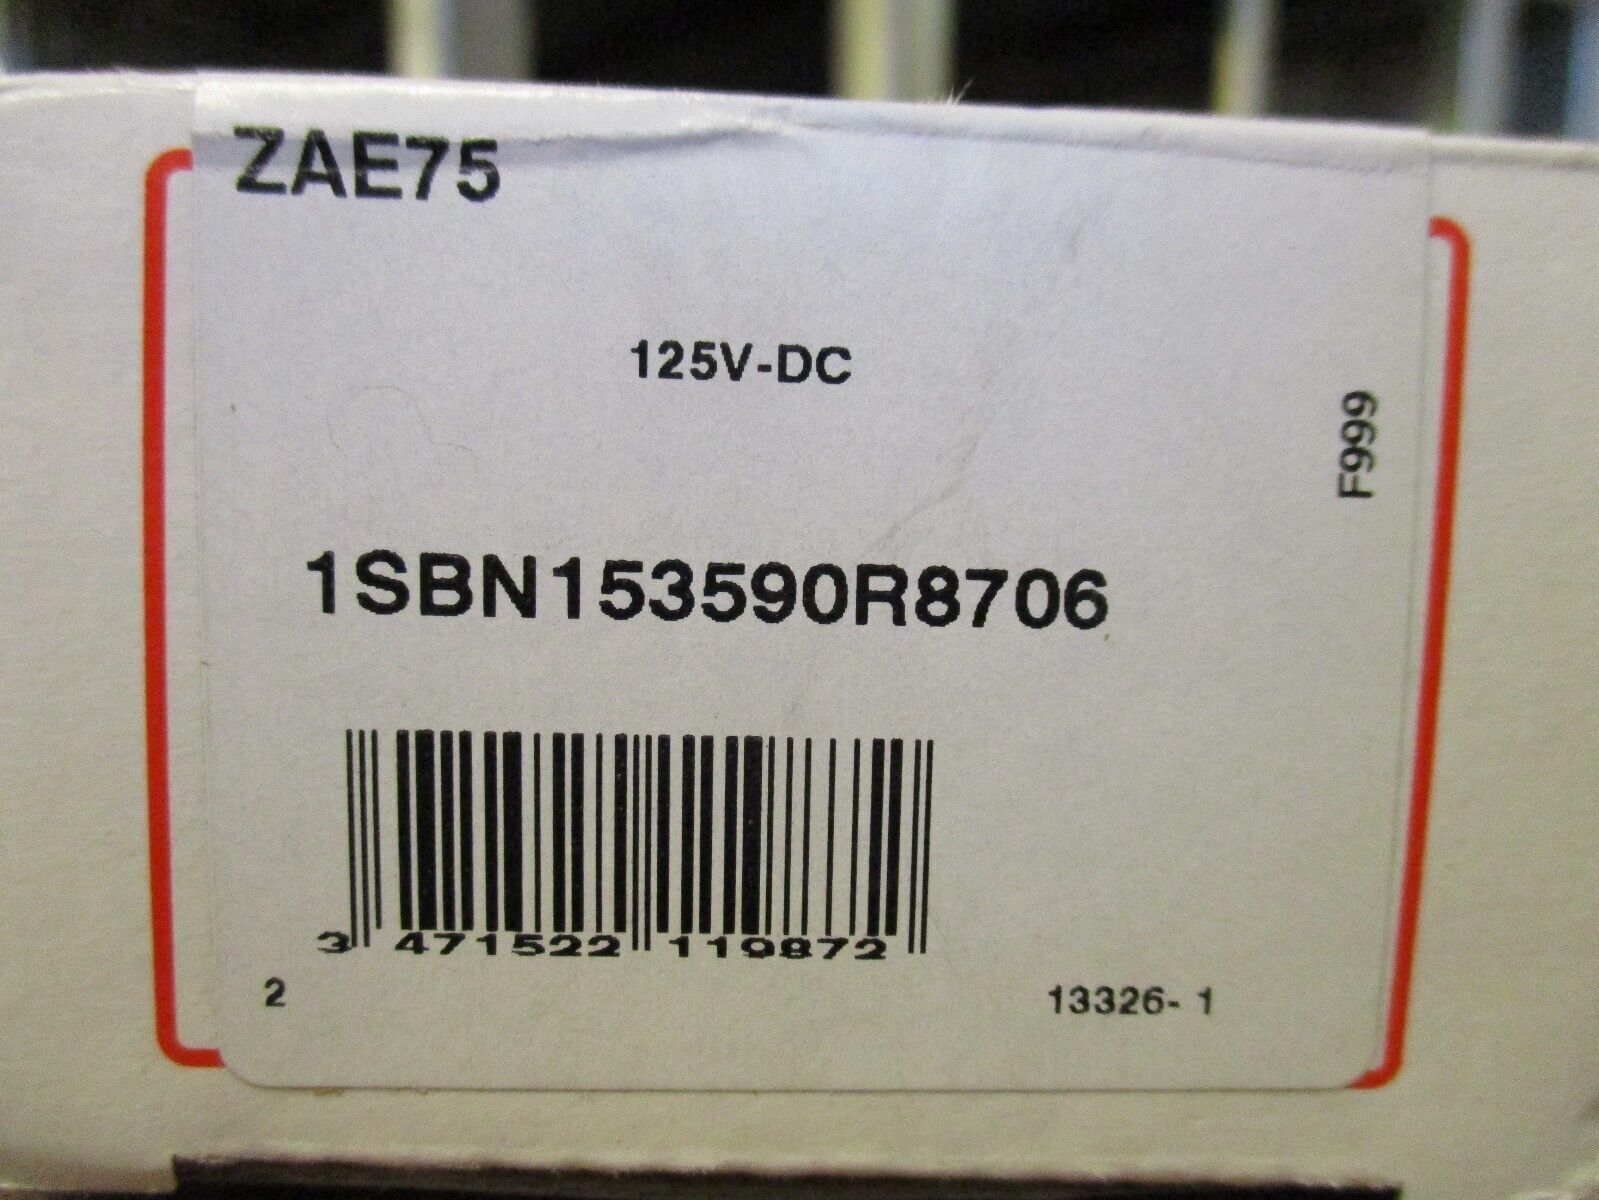 ZAE75
125V-DC
F999
1SBN153590R8706
3 471522 119872
2
13326- 1